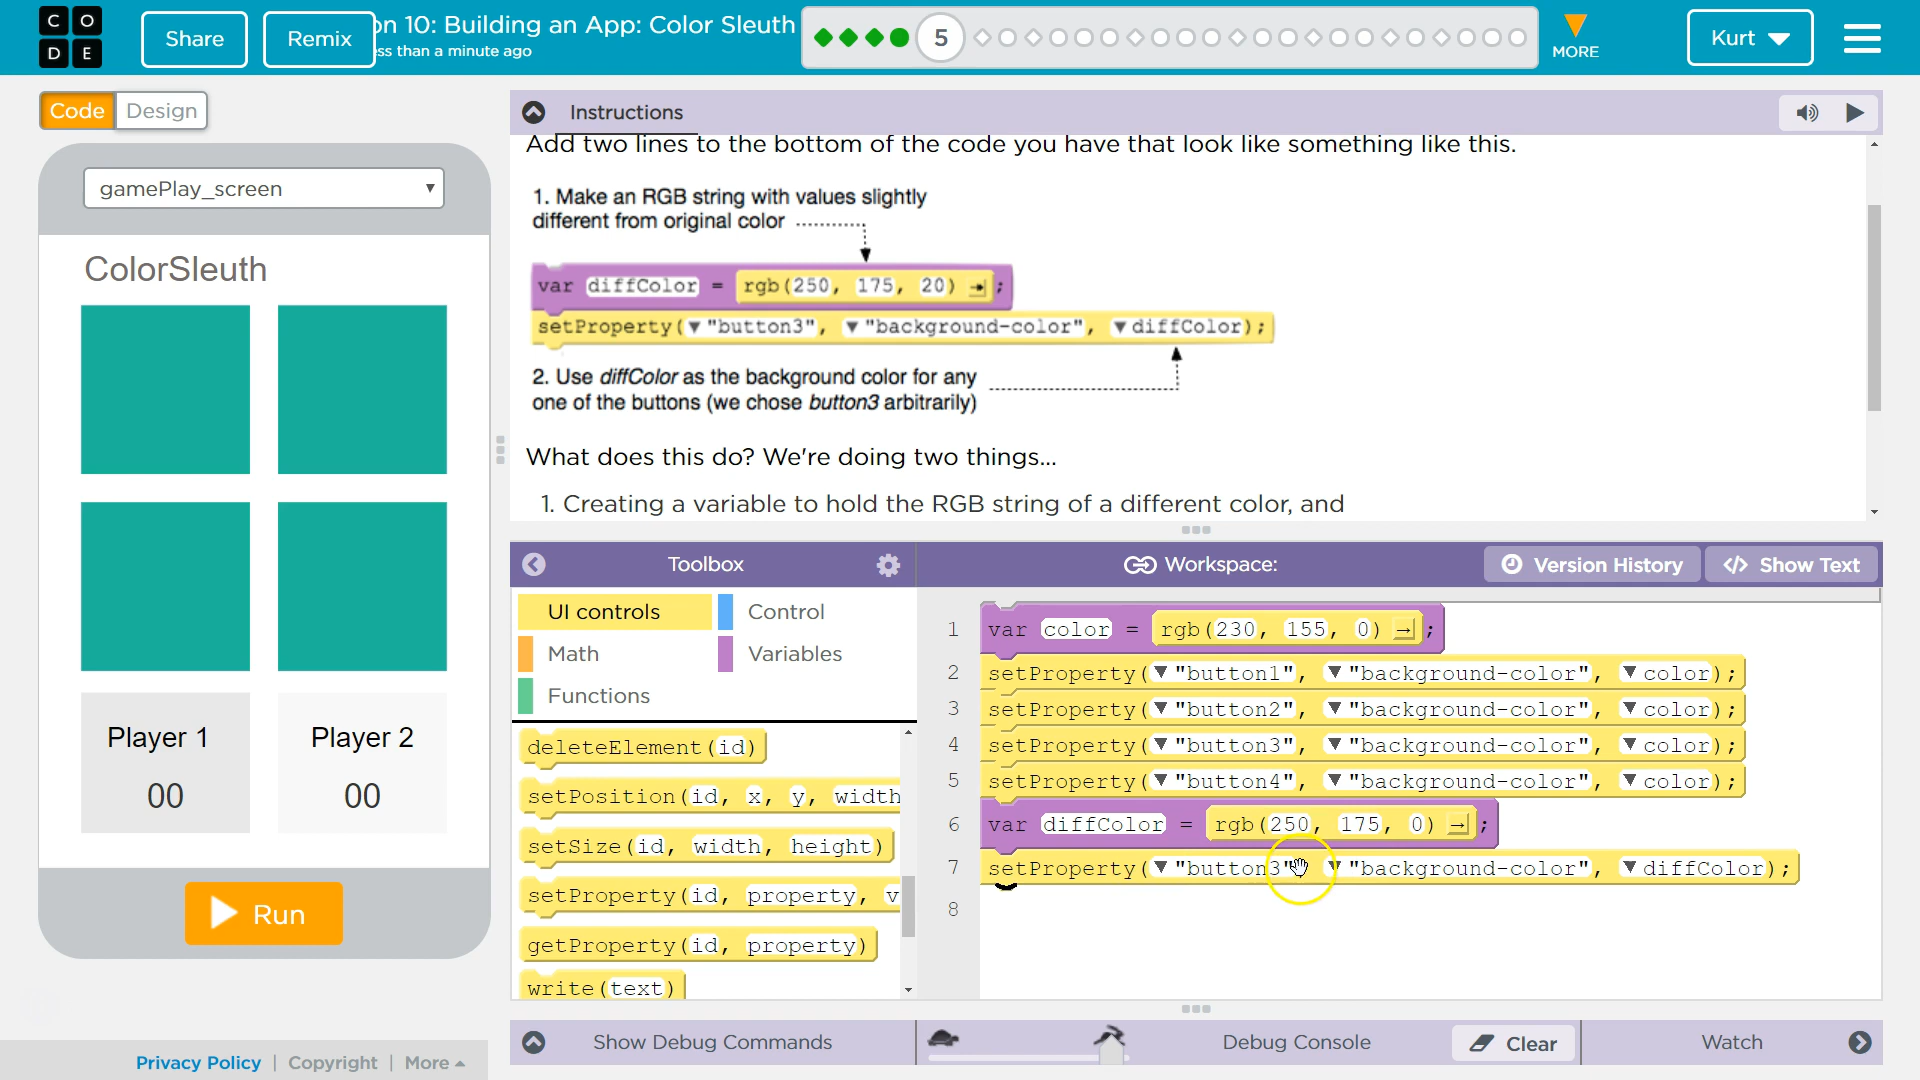 C O
D E
Share
Remix
on 10: Building an App: Color Sleuth
ess than a minute ago
5
MORE
Kurt
Code
Design
gamePlay_screen
ColorSleuth
Player 1
00
Player 2
00
Run
Privacy Policy | Copyright | More
Instructions
Add two lines to the bottom of the code you have that look like something like this.
1. Make an RGB string with values slightly
different from original color
var diffColor = rgb(250, 175, 20) ;
setProperty("button3", "background-color", diffColor);
2. Use diffColor as the background color for any
one of the buttons (we chose button3 arbitrarily)
What does this do? We're doing two things...
1. Creating a variable to hold the RGB string of a different color, and
Toolbox
UI controls
Control
Math
Variables
Functions
deleteElement(id)
setPosition(id, x, y, width
setSize(id, width, height)
setProperty(id, property, v
getProperty(id, property)
write(text)
Workspace:
Version History
Show Text
1 var color = rgb(230, 155, 0) ;
2 setProperty("button1", "background-color", color);
3 setProperty("button2", "background-color", color);
4 setProperty("button3", "background-color", color);
5 setProperty("button4", "background-color", color);
6 var diffColor = rgb(250, 175, 0) ;
7 setProperty("button3", "background-color", diffColor);
8
Show Debug Commands
Debug Console
Clear
Watch